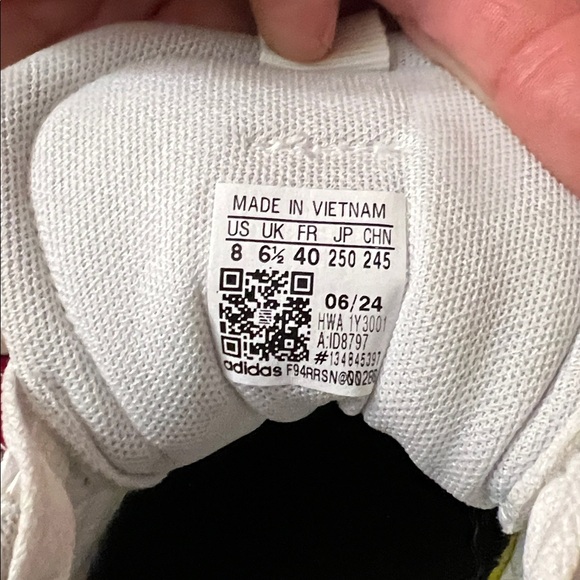 MADE IN VIETNAM
US UK FR JP CHN
8 6½ 40 250 245
06/24
HWA 1Y3001
A:ID8797
#134845397
adidas F94RRSN@